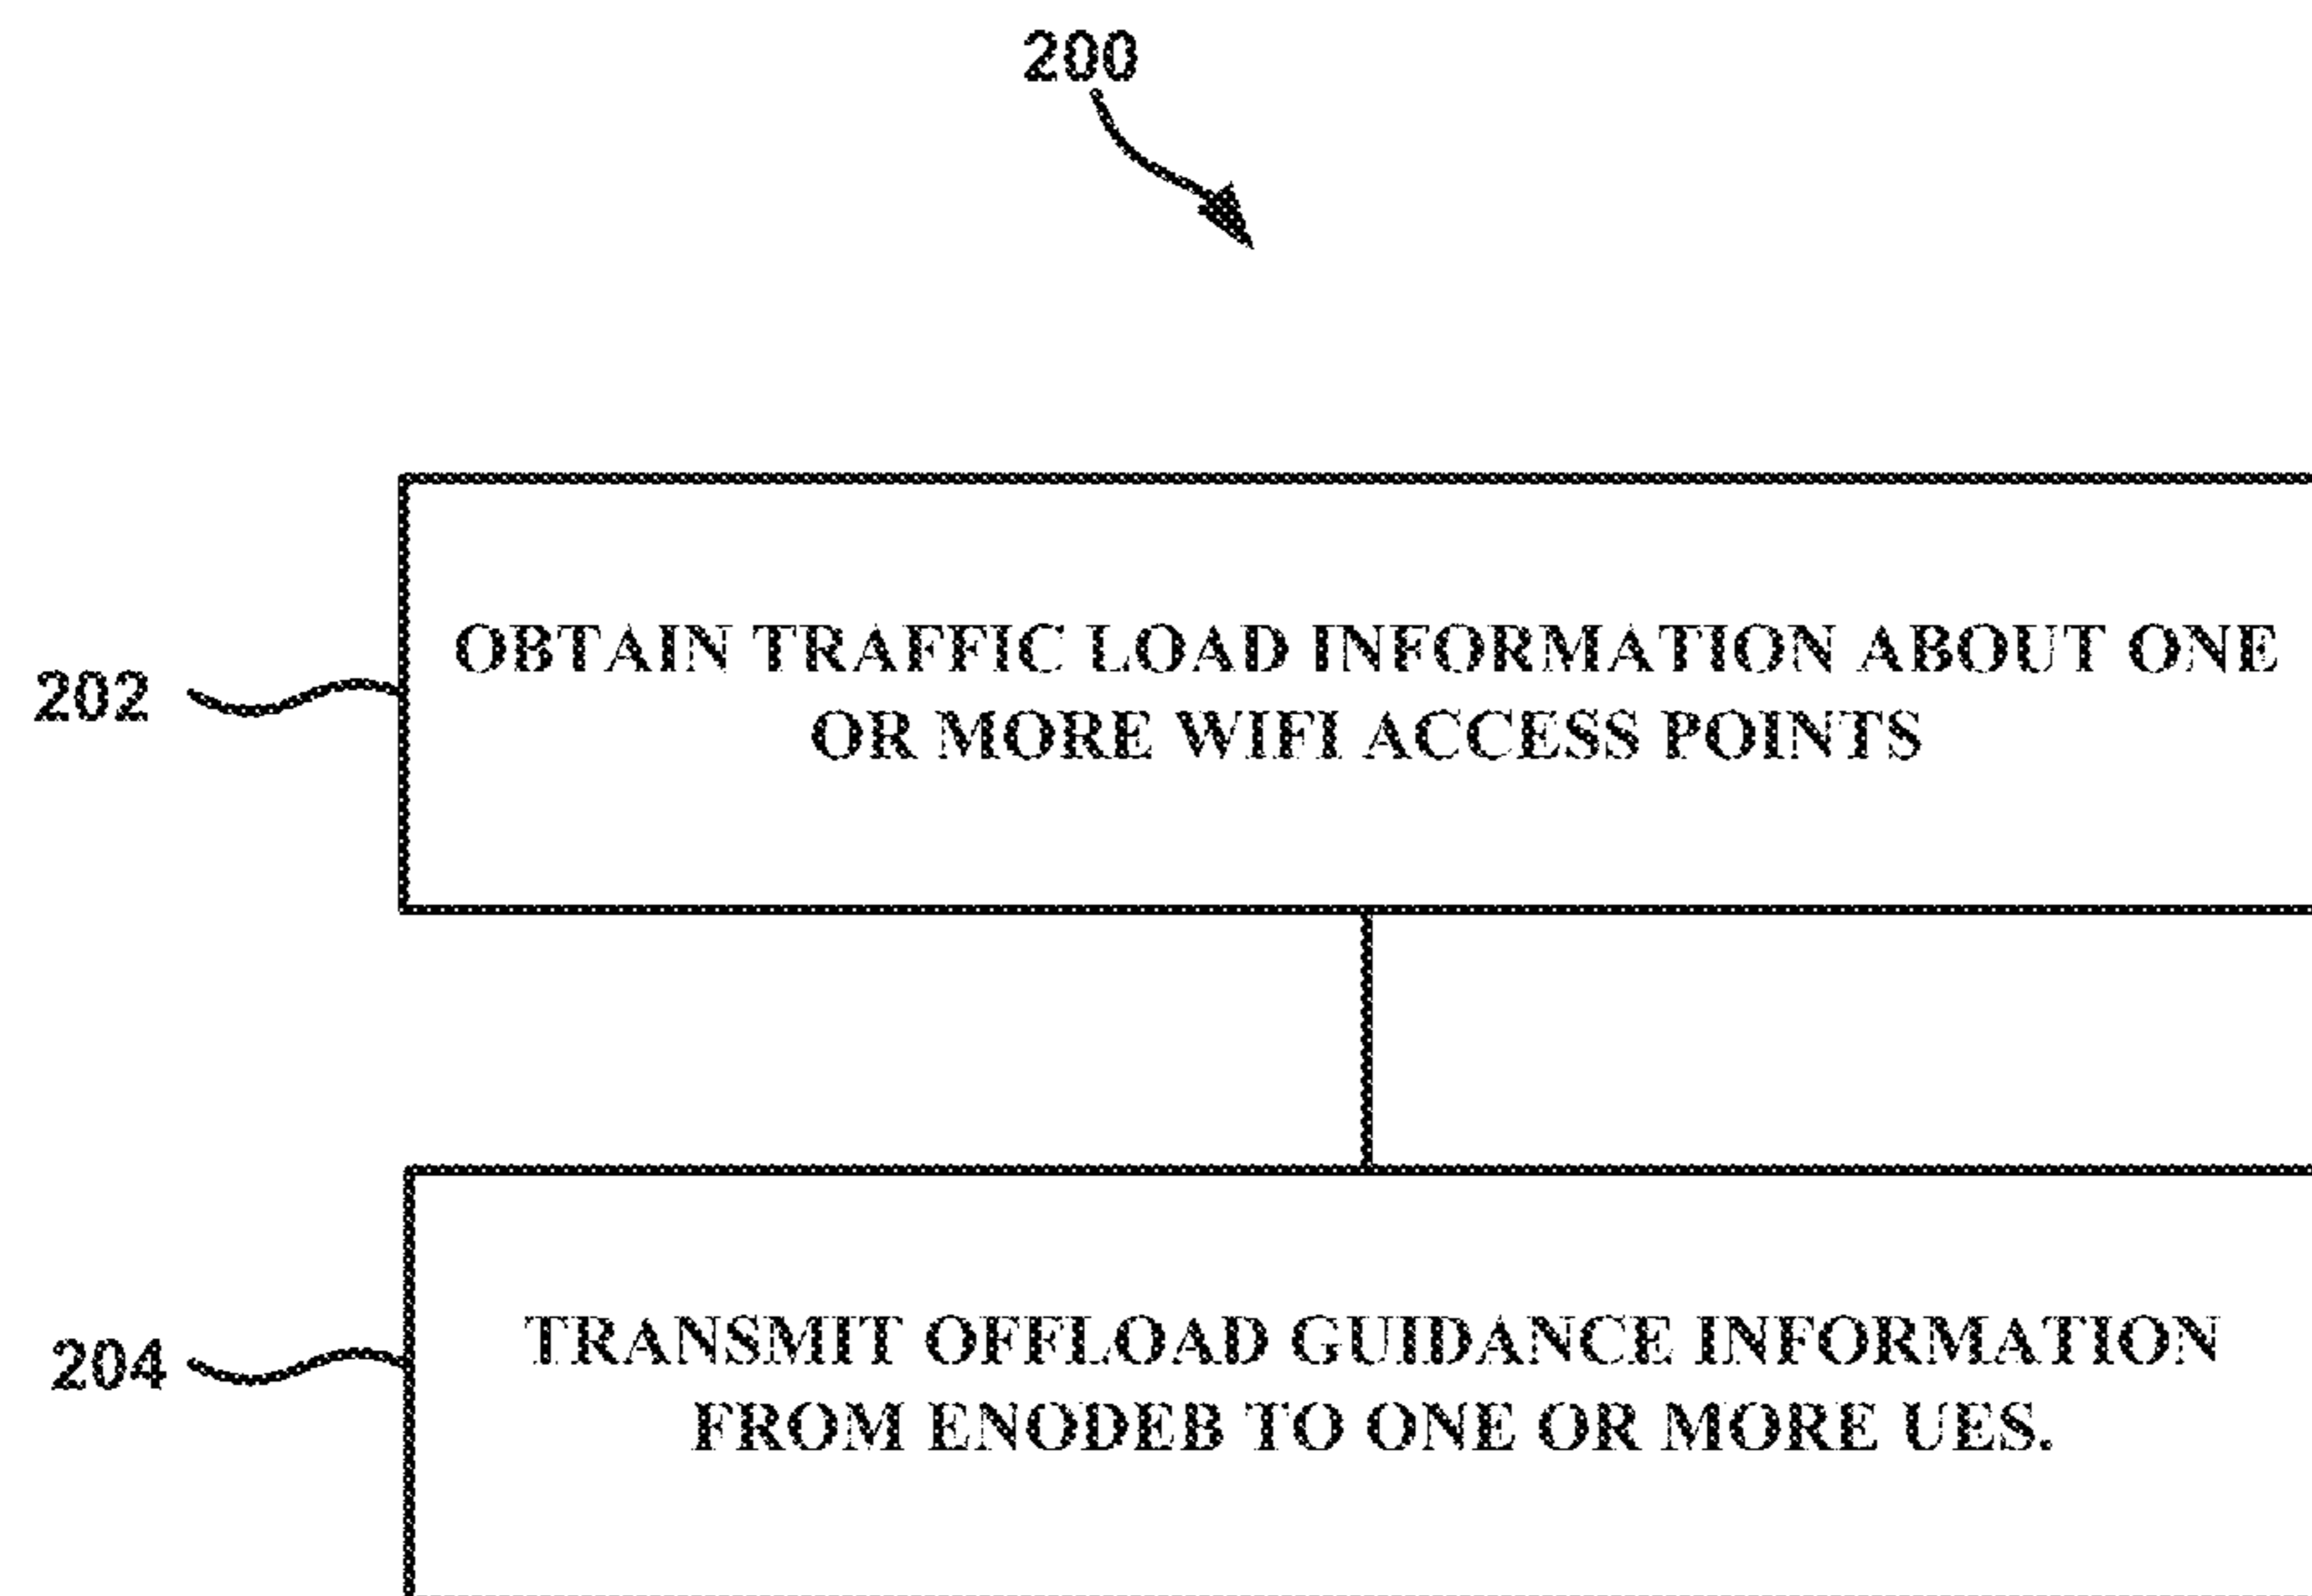 200
202
OBTAIN TRAFFIC LOAD INFORMATION ABOUT ONE
OR MORE WIFI ACCESS POINTS
204
TRANSMIT OFFLOAD GUIDANCE INFORMATION
FROM ENODEB TO ONE OR MORE UES.